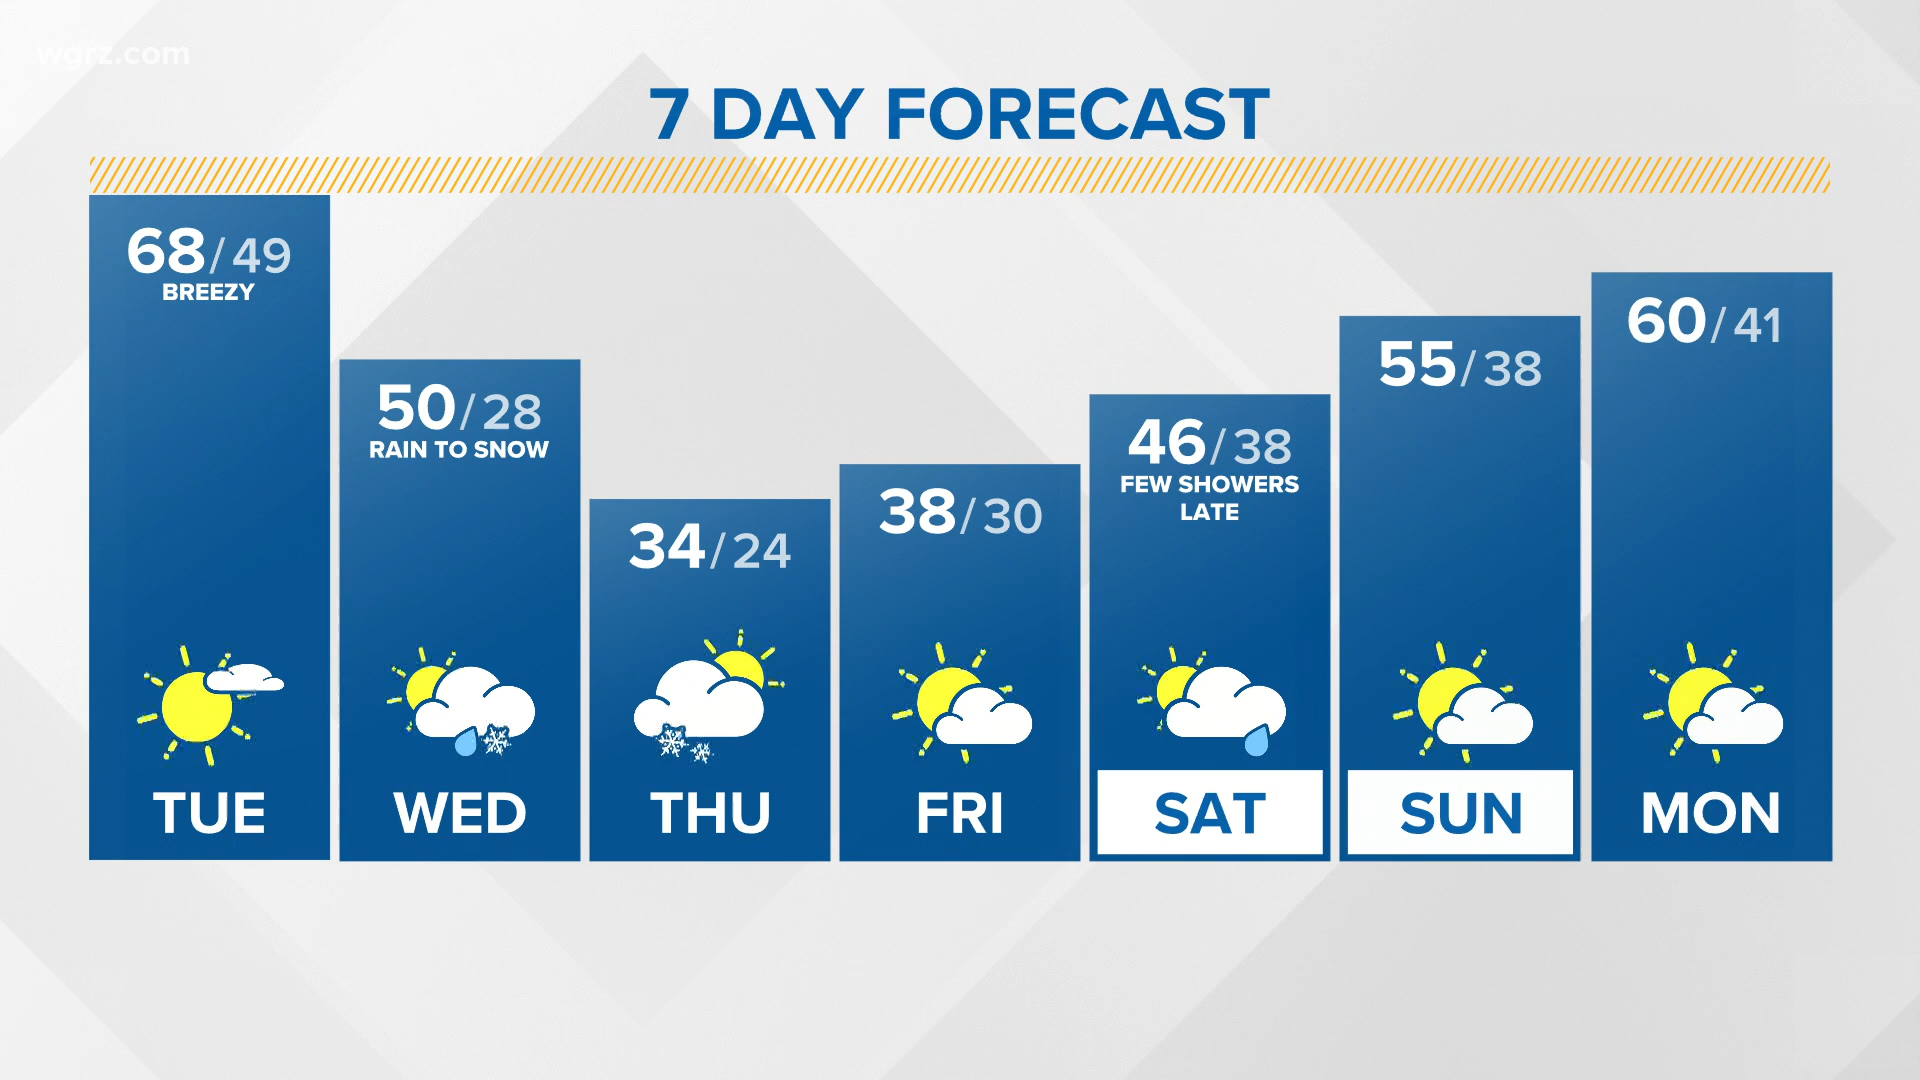 wgrz.com
7 DAY FORECAST
68/49
BREEZY
TUE
50/28
RAIN TO SNOW
WED
34/24
THU
38/30
FRI
46/38
FEW SHOWERS
LATE
SAT
55/38
SUN
60/41
MON